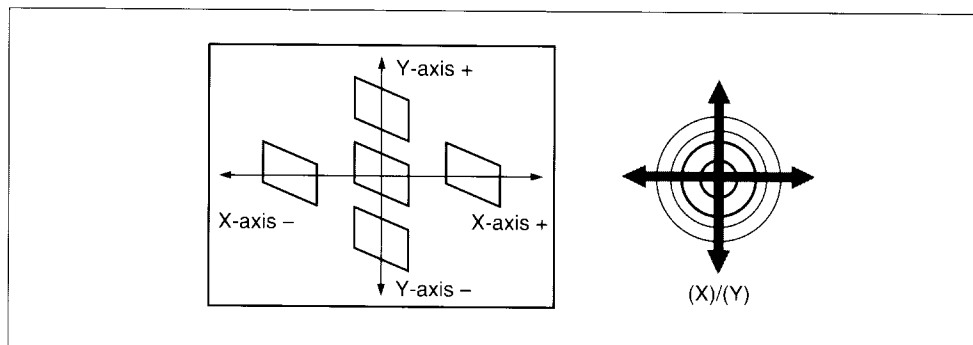 Y-axis +
X-axis –
X-axis +
Y-axis –
(X)/(Y)